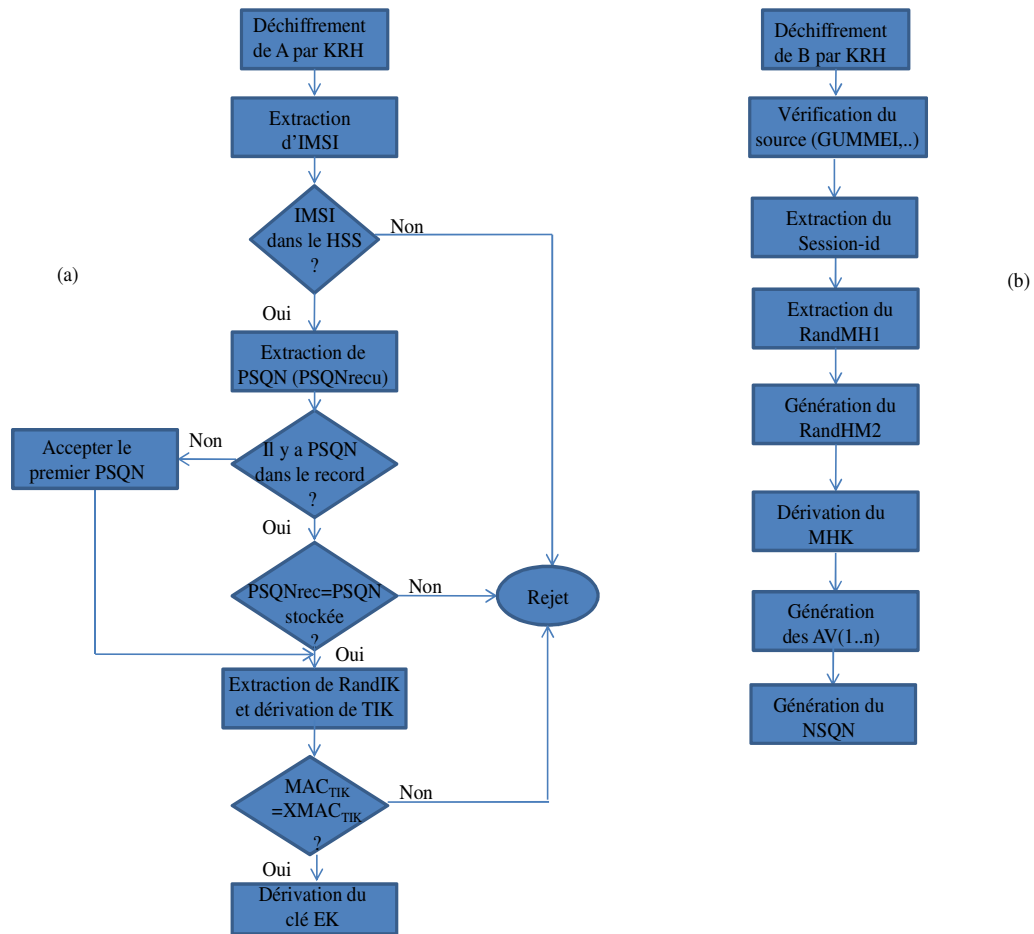 Déchiffrement
de A par KRH
Extraction
d'IMSI
IMSI
dans le HSS
?
Non
(a)
Oui
Extraction de
PSQN (PSQNrecu)
Il y a PSQN
dans le record
?
Non
Accepter le
premier PSQN
Oui
PSQNrec=PSQN
stockée
?
Non
Rejet
Oui
Extraction de RandIK
et dérivation de TIK
MACTIK
=XMACTIK
?
Non
Oui
Dérivation du
clé EK
Déchiffrement
de B par KRH
Vérification du
source (GUMMEI,..)
Extraction du
Session-id
(b)
Extraction du
RandMH1
Génération du
RandHM2
Dérivation du
MHK
Génération
des AV(1..n)
Génération du
NSQN